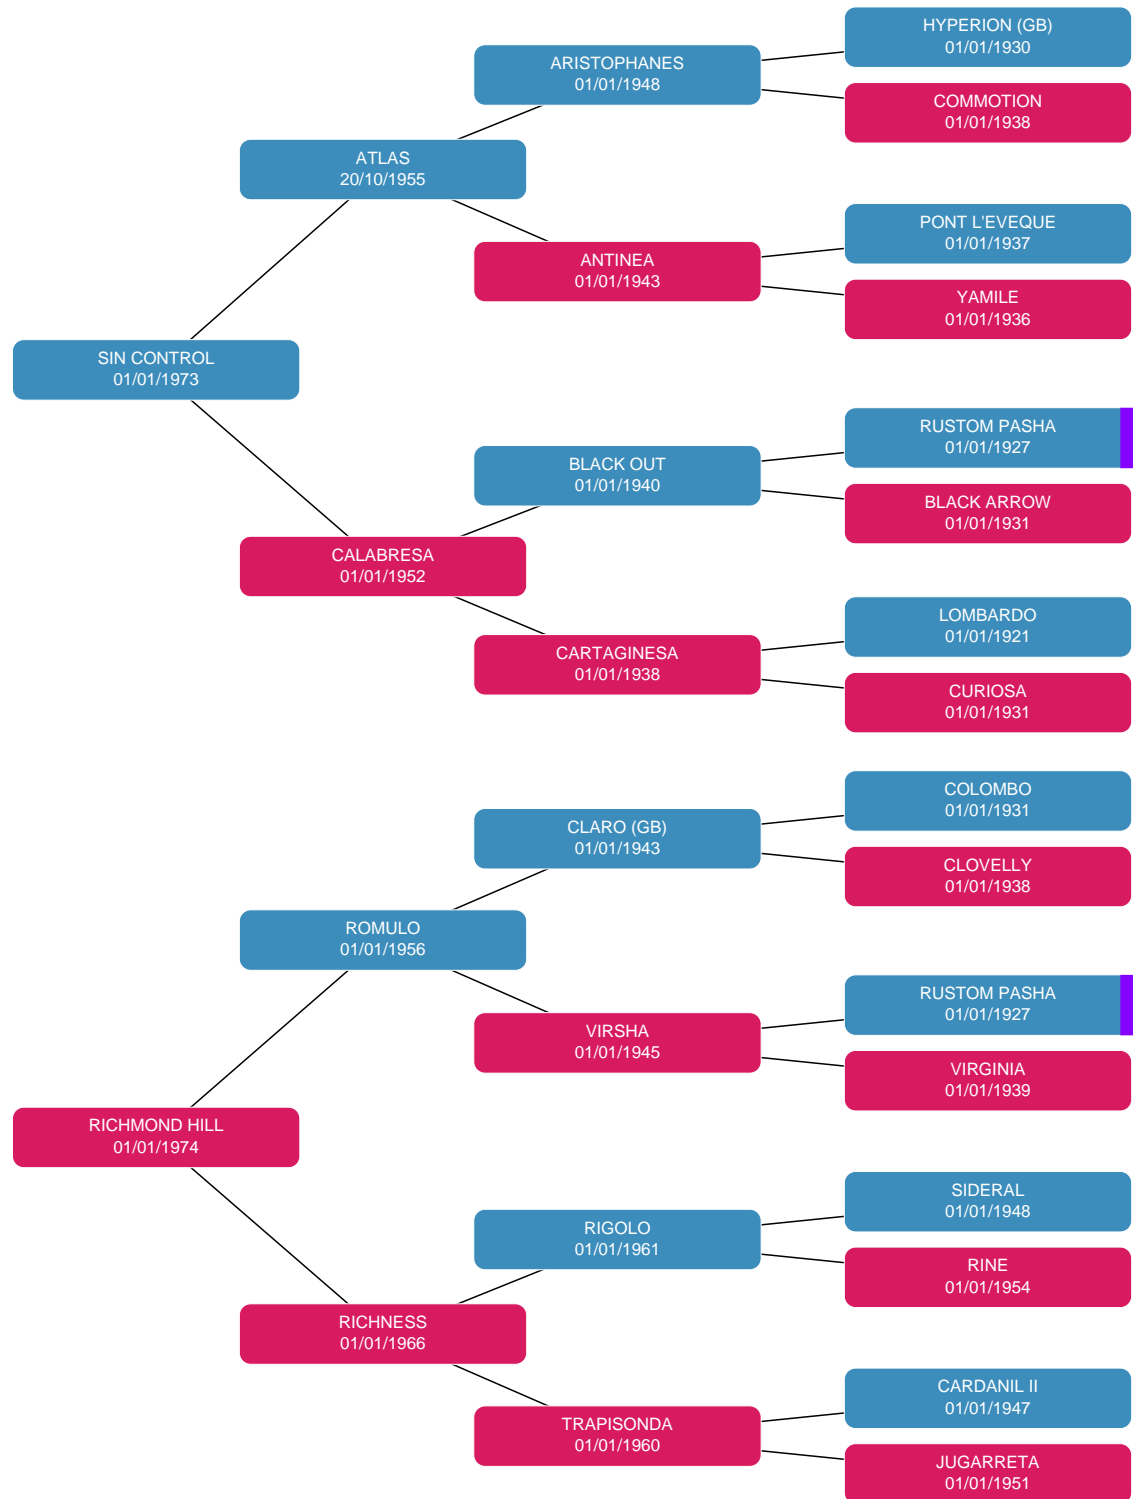 HYPERION (GB)
01/01/1930
ARISTOPHANES
01/01/1948
COMMOTION
01/01/1938
ATLAS
20/10/1955
PONT L'EVEQUE
01/01/1937
ANTINEA
01/01/1943
YAMILE
01/01/1936
SIN CONTROL
01/01/1973
RUSTOM PASHA
01/01/1927
BLACK OUT
01/01/1940
BLACK ARROW
01/01/1931
CALABRESA
01/01/1952
LOMBARDO
01/01/1921
CARTAGINESA
01/01/1938
CURIOSA
01/01/1931
COLOMBO
01/01/1931
CLARO (GB)
01/01/1943
CLOVELLY
01/01/1938
ROMULO
01/01/1956
RUSTOM PASHA
01/01/1927
VIRSHA
01/01/1945
VIRGINIA
01/01/1939
RICHMOND HILL
01/01/1974
SIDERAL
01/01/1948
RIGOLO
01/01/1961
RINE
01/01/1954
RICHNESS
01/01/1966
CARDANIL II
01/01/1947
TRAPISONDA
01/01/1960
JUGARRETA
01/01/1951